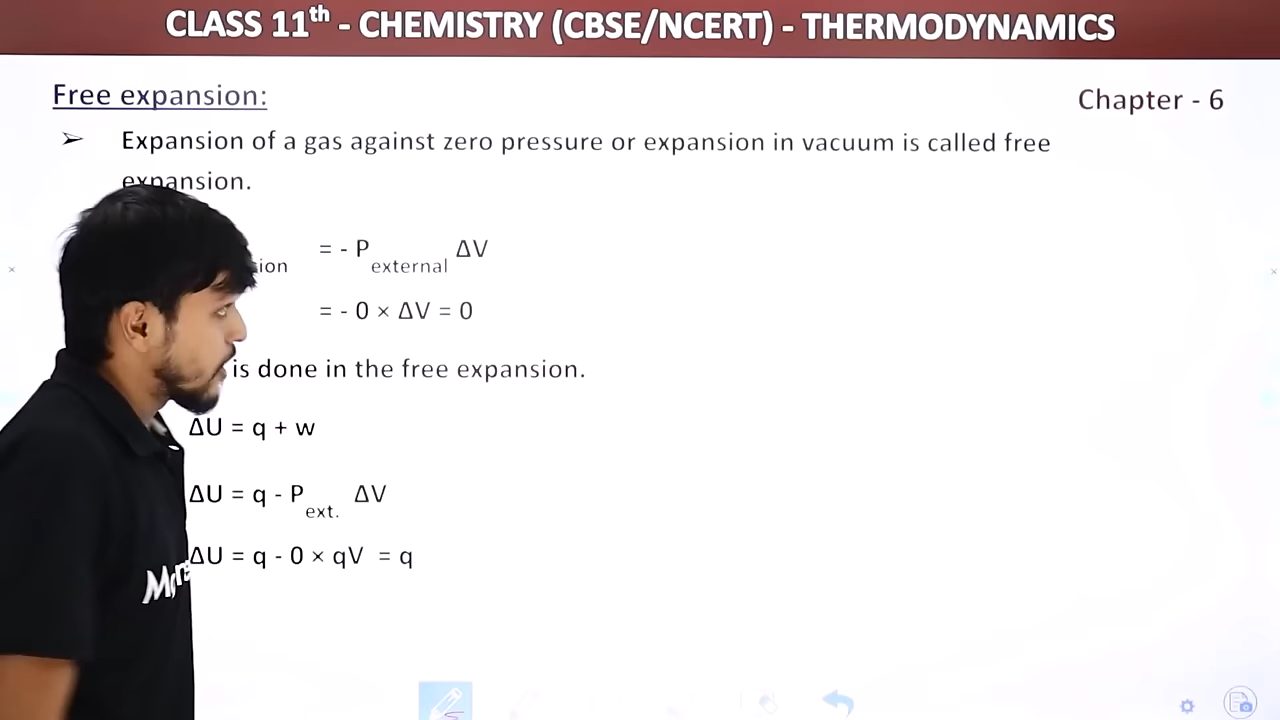 CLASS 11th - CHEMISTRY (CBSE/NCERT) - THERMODYNAMICS
Free expansion:
Chapter - 6
➢ Expansion of a gas against zero pressure or expansion in vacuum is called free
expansion.
= - P external ΔV
= - 0 × ΔV = 0
is done in the free expansion.
ΔU = q + w
ΔU = q - P ext. ΔV
ΔU = q - 0 × qV = q